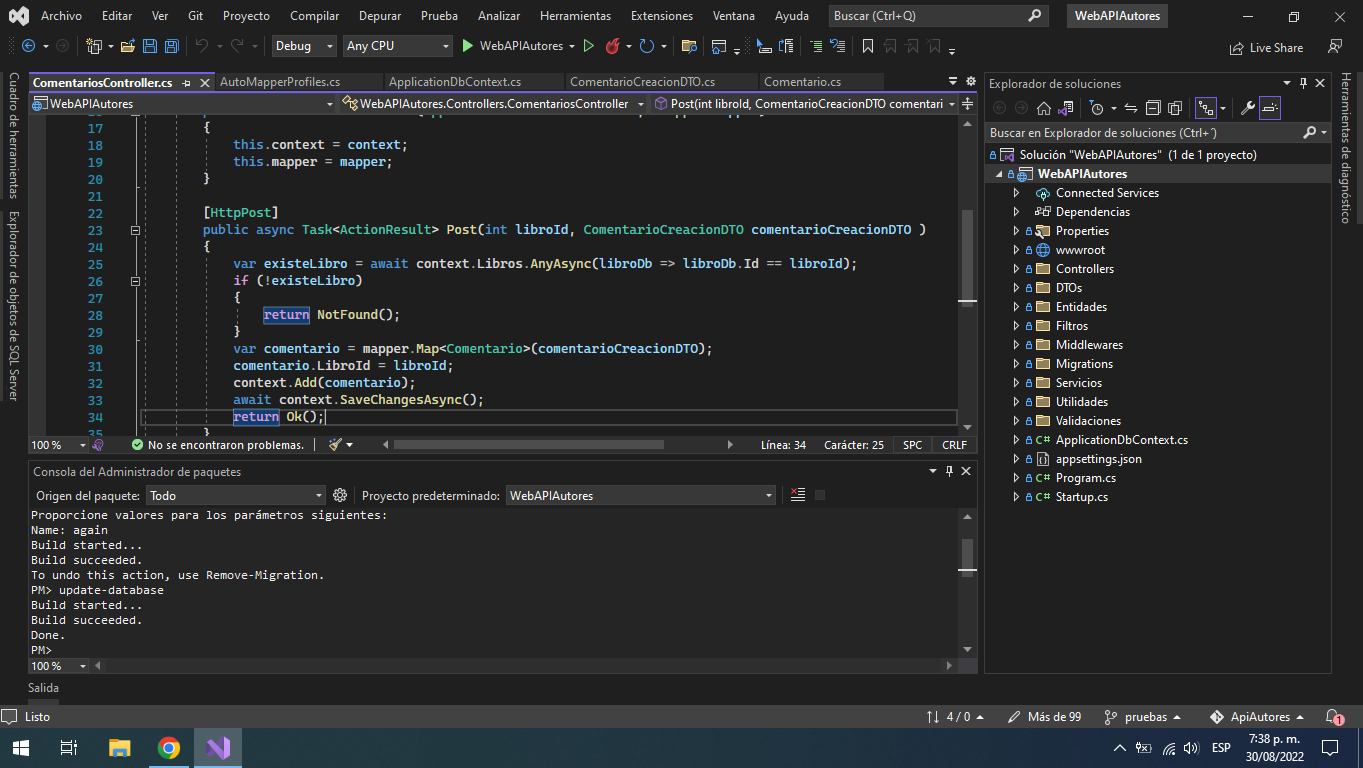 Archivo Editar Ver Git Proyecto Compilar Depurar Prueba Analizar Herramientas Extensiones Ventana Ayuda Buscar (Ctrl+Q) WebAPIAutores
Debug Any CPU WebAPIAutores Live Share
Cuadro de herramientas
Explorador de objetos de SQL Server
ComentariosController.cs AutoMapperProfiles.cs ApplicationDbContext.cs ComentarioCreacionDTO.cs Comentario.cs
WebAPIAutores WebAPIAutores.Controllers.ComentariosController Post(int libroId, ComentarioCreacionDTO comentari
17 {
18 this.context = context;
19 this.mapper = mapper;
20 }
21
22 [HttpPost]
23 public async Task<ActionResult> Post(int libroId, ComentarioCreacionDTO comentarioCreacionDTO )
24 {
25 var existeLibro = await context.Libros.AnyAsync(libroDb => libroDb.Id == libroId);
26 if (!existeLibro)
27 {
28 return NotFound();
29 }
30 var comentario = mapper.Map<Comentario>(comentarioCreacionDTO);
31 comentario.LibroId = libroId;
32 context.Add(comentario);
33 await context.SaveChangesAsync();
34 return Ok();
35 }
100 % No se encontraron problemas. Línea: 34 Carácter: 25 SPC CRLF
Consola del Administrador de paquetes
Origen del paquete: Todo Proyecto predeterminado: WebAPIAutores
Proporcione valores para los parámetros siguientes:
Name: again
Build started...
Build succeeded.
To undo this action, use Remove-Migration.
PM> update-database
Build started...
Build succeeded.
Done.
PM>
100 %
Salida
Explorador de soluciones
Buscar en Explorador de soluciones (Ctrl+´)
Solución "WebAPIAutores" (1 de 1 proyecto)
WebAPIAutores
Connected Services
Dependencias
Properties
wwwroot
Controllers
DTOs
Entidades
Filtros
Middlewares
Migrations
Servicios
Utilidades
Validaciones
C# ApplicationDbContext.cs
appsettings.json
C# Program.cs
C# Startup.cs
Herramientas de diagnóstico
Listo 4 / 0 Más de 99 pruebas ApiAutores 1
ESP 7:38 p. m.
30/08/2022